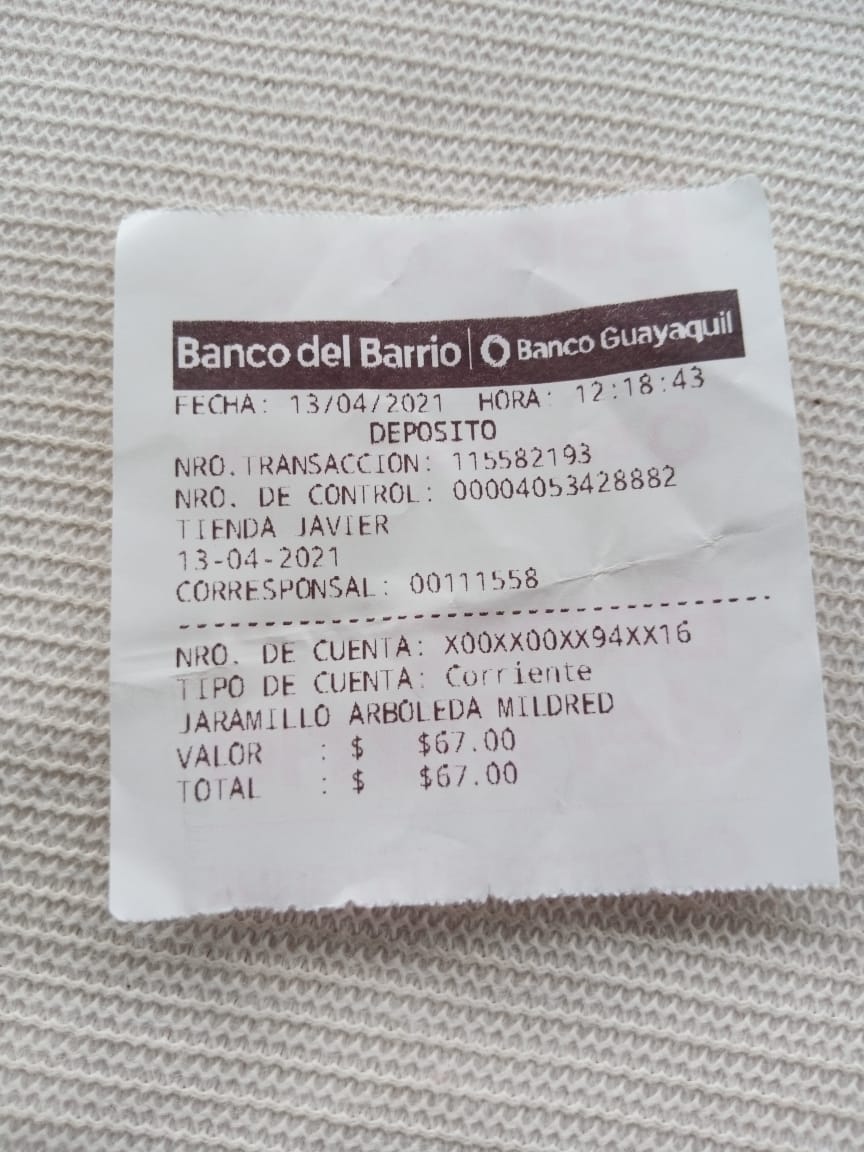 Banco del Barrio | Banco Guayaquil
FECHA: 13/04/2021 HORA: 12:18:43
DEPOSITO
NRO.TRANSACCION: 115582193
NRO. DE CONTROL: 00004053428882
TIENDA JAVIER
13-04-2021
CORRESPONSAL: 00111558
--------------------------------------
NRO. DE CUENTA: X00XX00XX94XX16
TIPO DE CUENTA: Corriente
JARAMILLO ARBOLEDA MILDRED
VALOR : $ $67.00
TOTAL : $ $67.00